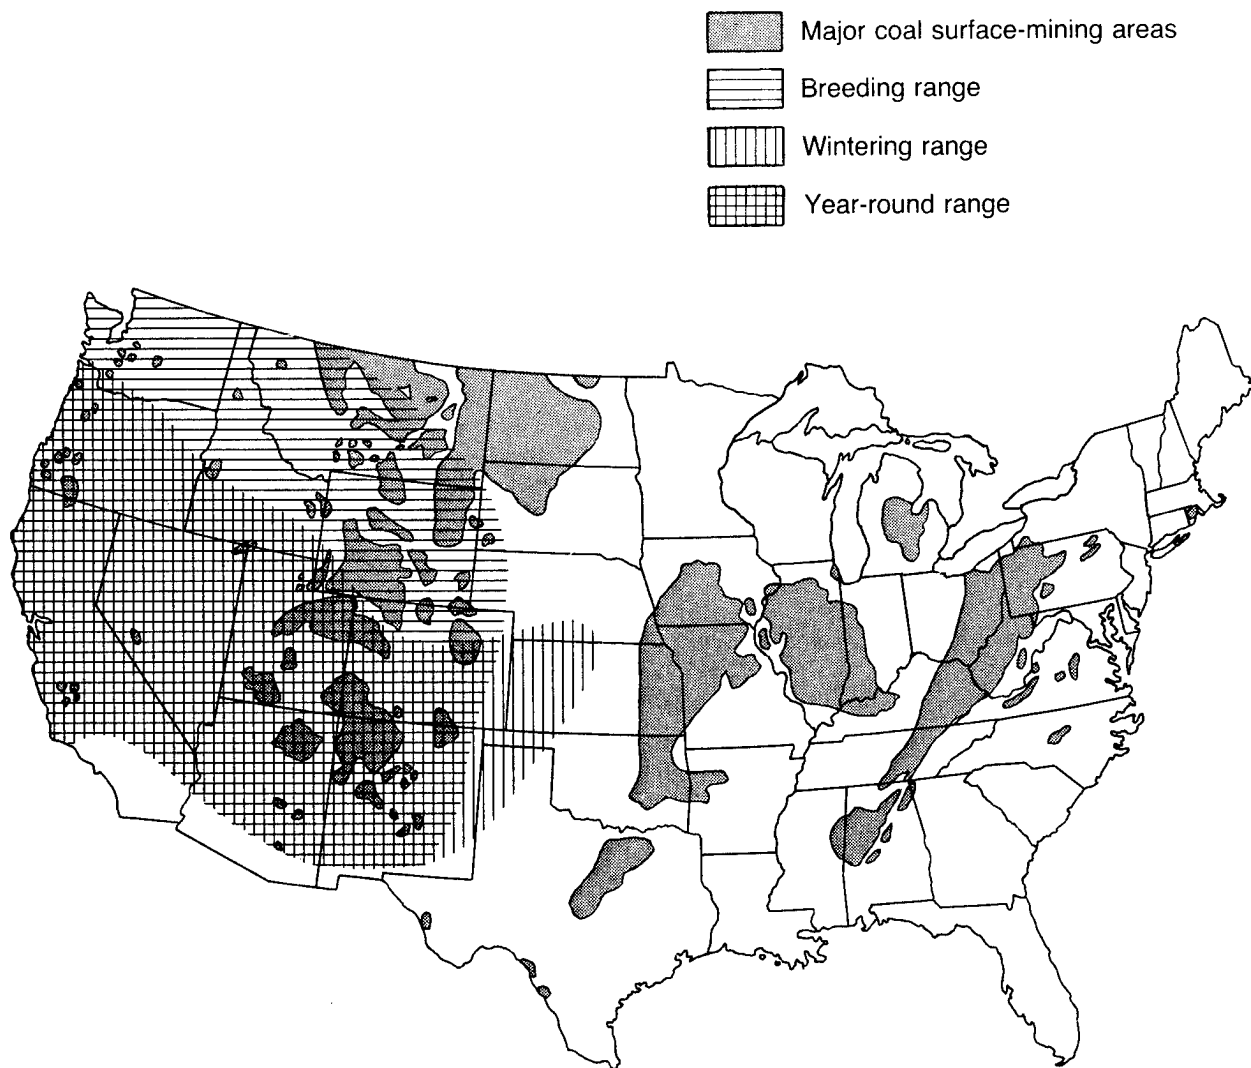 Major coal surface-mining areas
Breeding range
Wintering range
Year-round range